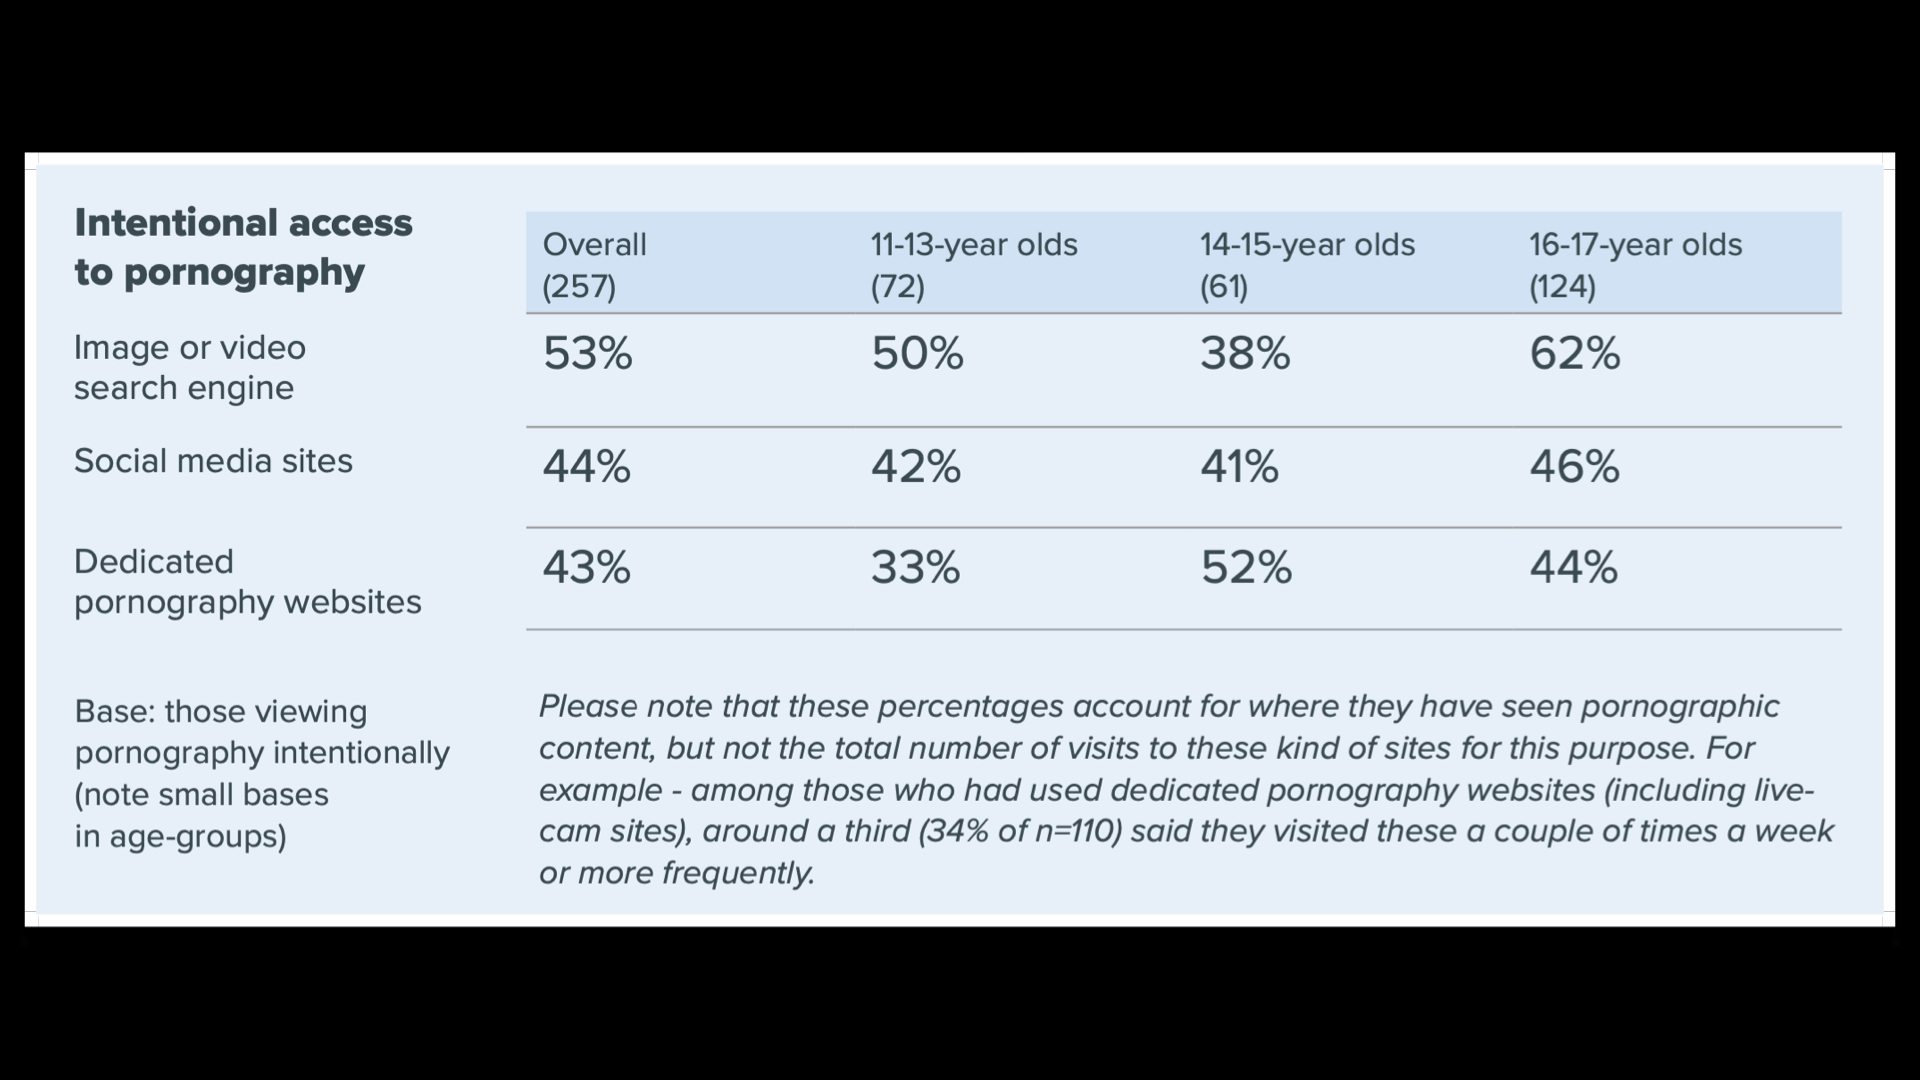 Intentional access
to pornography
Overall
(257)
11-13-year olds
(72)
14-15-year olds
(61)
16-17-year olds
(124)
Image or video
search engine
53%
50%
38%
62%
Social media sites
44%
42%
41%
46%
Dedicated
pornography websites
43%
33%
52%
44%
Base: those viewing
pornography intentionally
(note small bases
in age-groups)
Please note that these percentages account for where they have seen pornographic
content, but not the total number of visits to these kind of sites for this purpose. For
example - among those who had used dedicated pornography websites (including live-
cam sites), around a third (34% of n=110) said they visited these a couple of times a week
or more frequently.